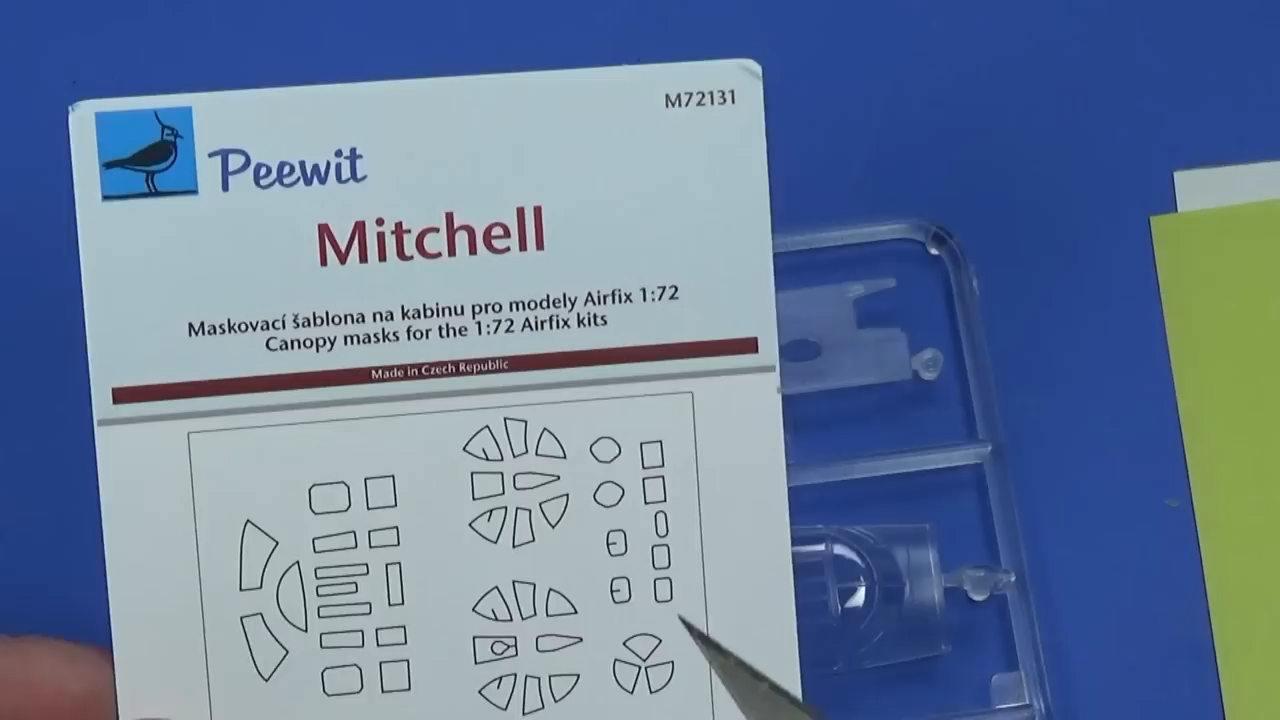 M72131
Peewit
Mitchell
Maskovací šablona na kabinu pro modely Airfix 1:72
Canopy masks for the 1:72 Airfix kits
Made in Czech Republic